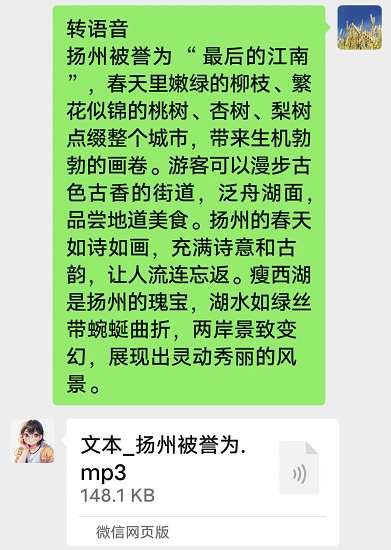 转语音
扬州被誉为“最后的江南
”，春天里嫩绿的柳枝、繁
花似锦的桃树、杏树、梨树
点缀整个城市，带来生机勃
勃的画卷。游客可以漫步古
色古香的街道，泛舟湖面，
品尝地道美食。扬州的春天
如诗如画，充满诗意和古
韵，让人流连忘返。瘦西湖
是扬州的瑰宝，湖水如绿丝
带蜿蜒曲折，两岸景致变
幻，展现出灵动秀丽的风
景。
文本_扬州被誉为.
mp3
148.1 KB
微信网页版